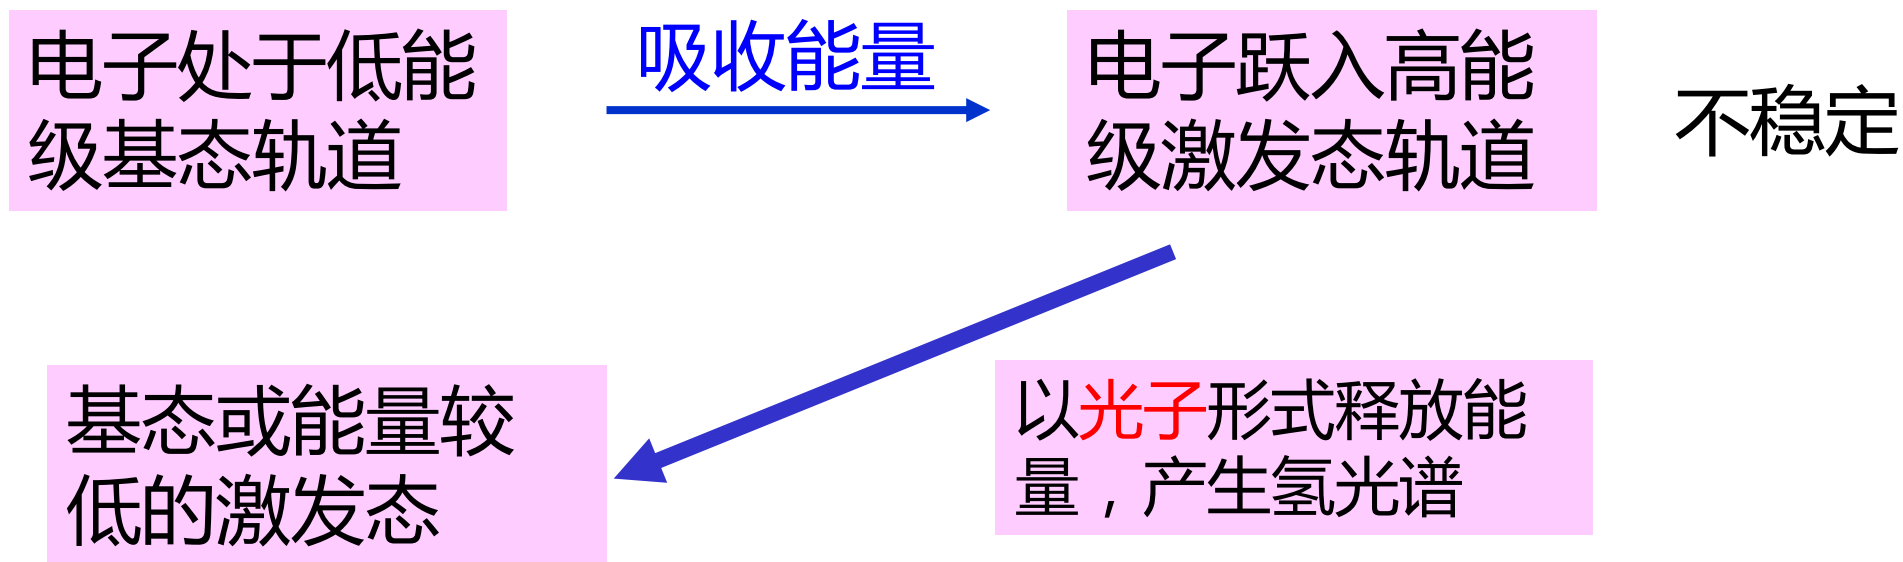 电子处于低能
级基态轨道
吸收能量
电子跃入高能
级激发态轨道
不稳定
基态或能量较
低的激发态
以光子形式释放能
量，产生氢光谱